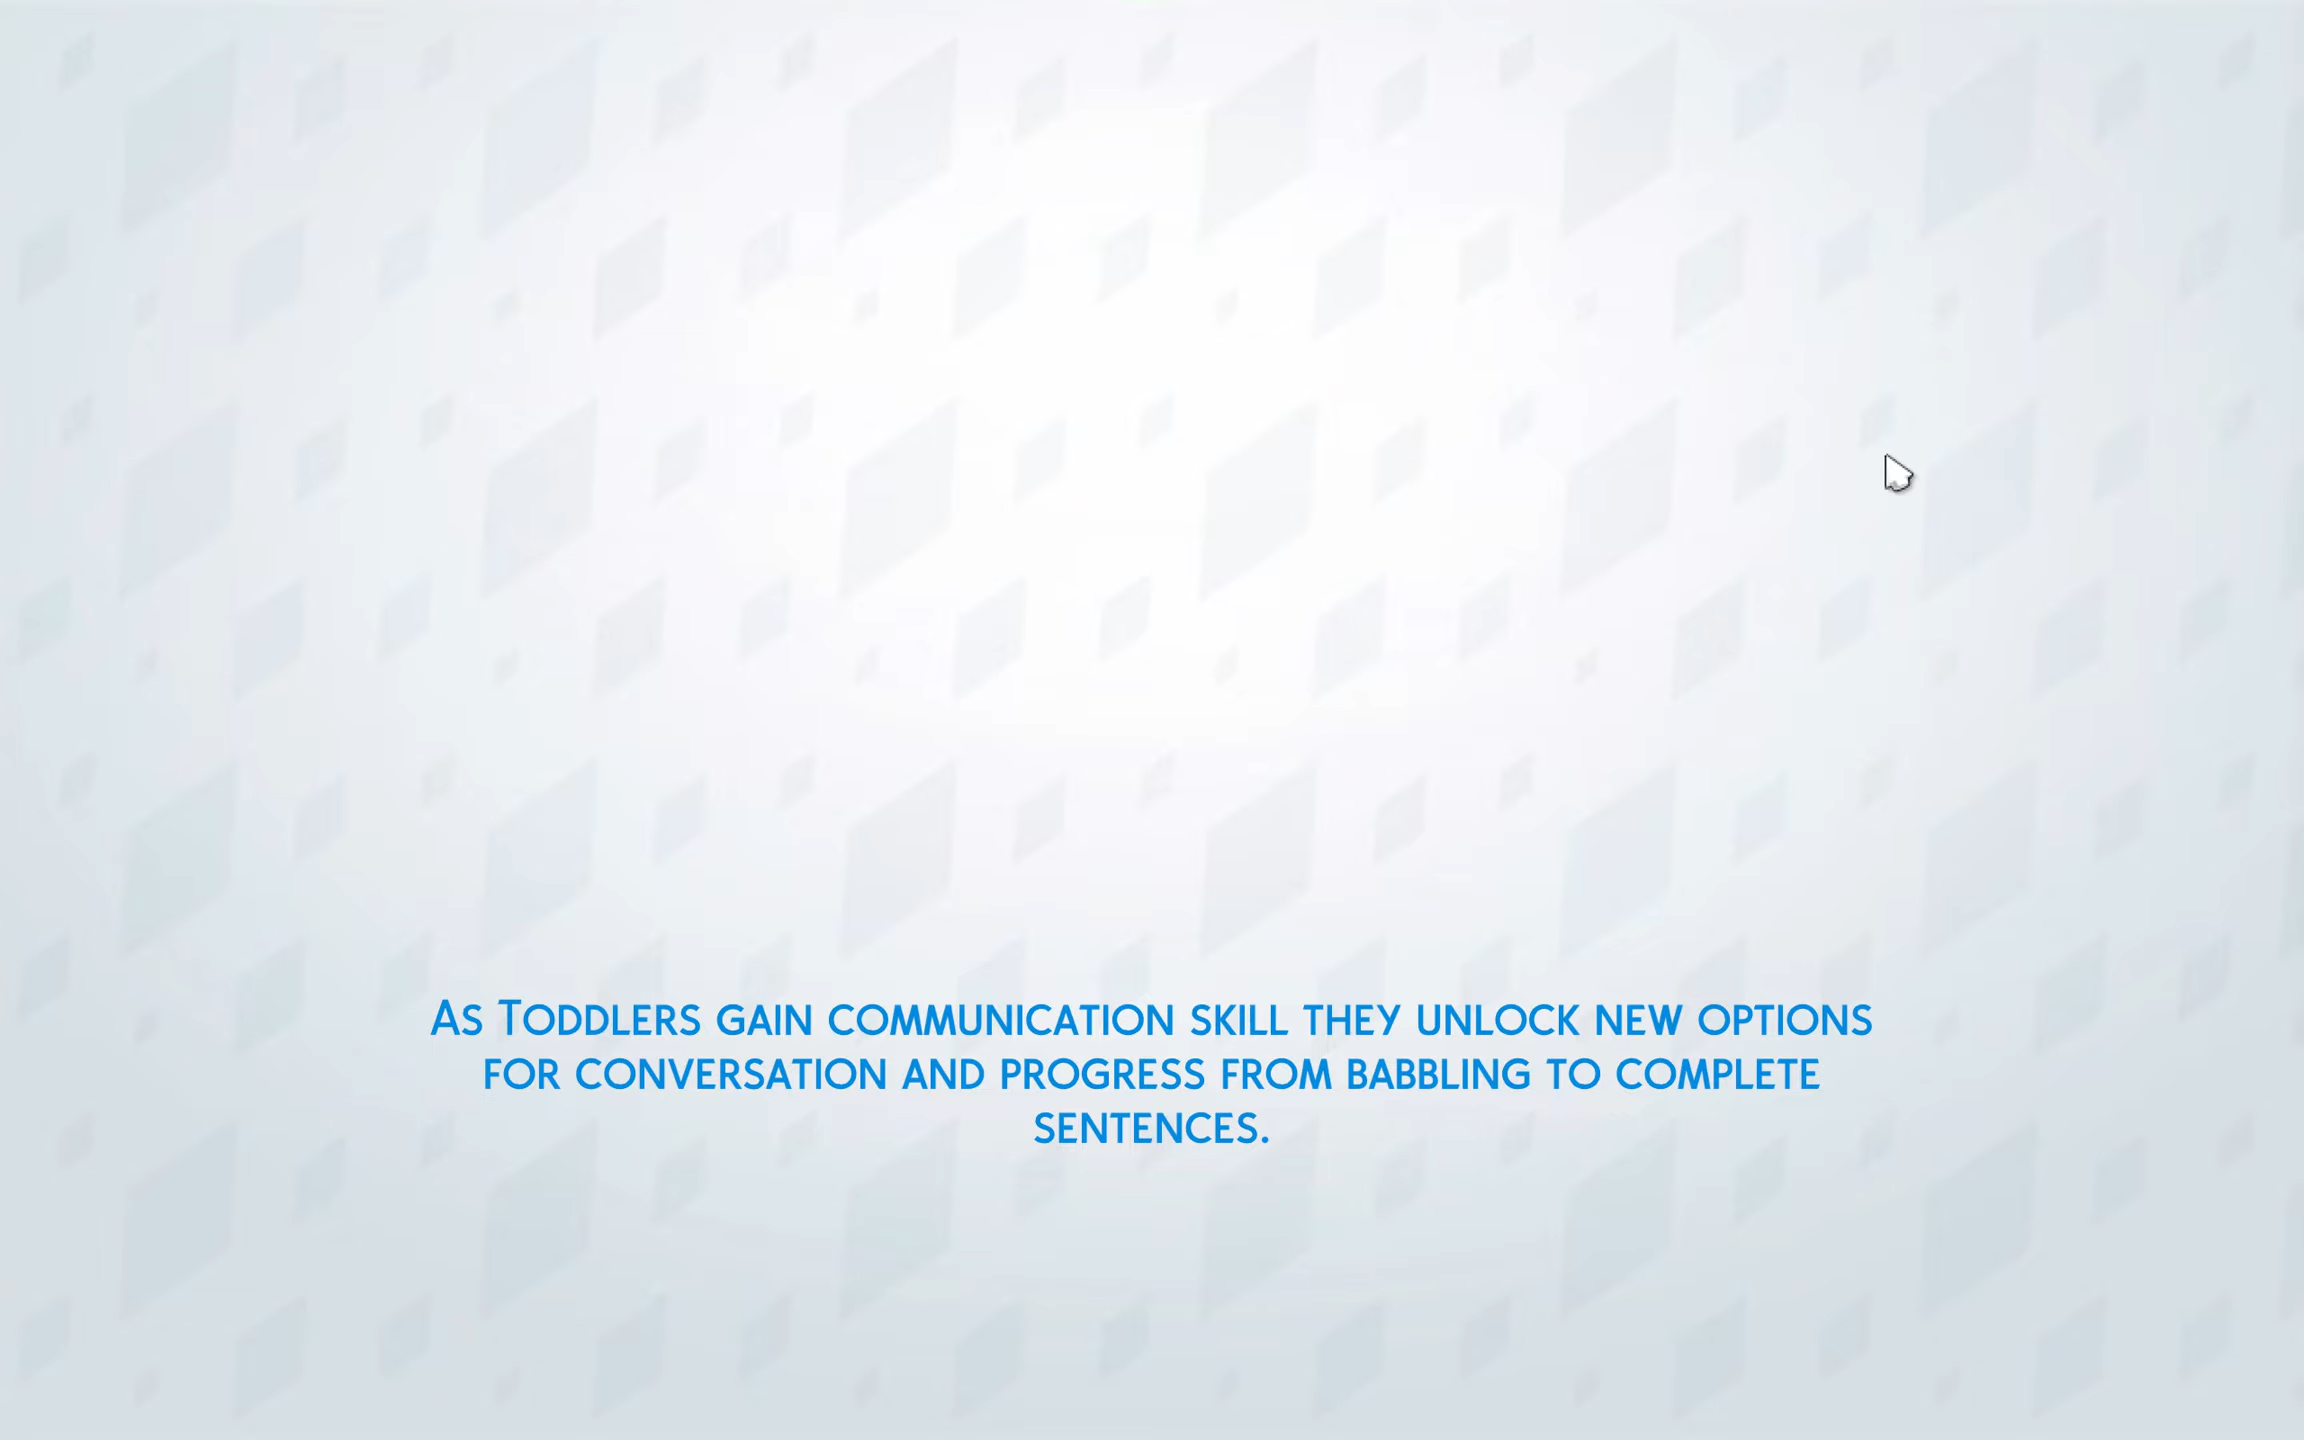 As Toddlers gain communication skill they unlock new options
for conversation and progress from babbling to complete
sentences.